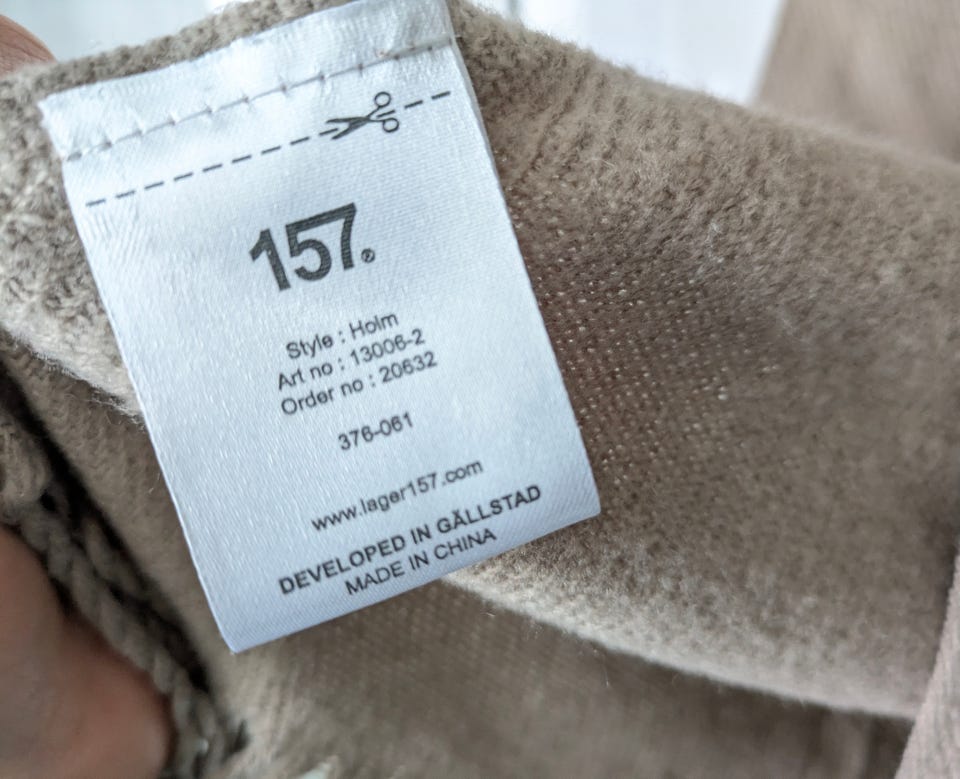 157.®
Style : Holm
Art no : 13006-2
Order no : 20632
376-061
www.lager157.com
DEVELOPED IN GÄLLSTAD
MADE IN CHINA